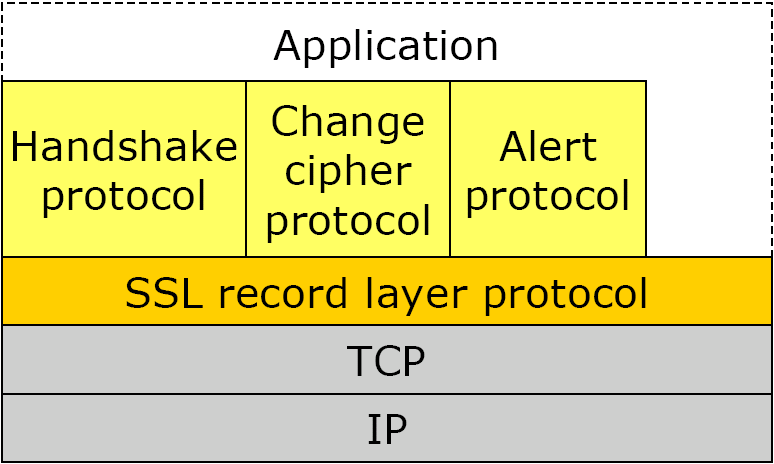 Application
Handshake
protocol
Change
cipher
protocol
Alert
protocol
SSL record layer protocol
TCP
IP